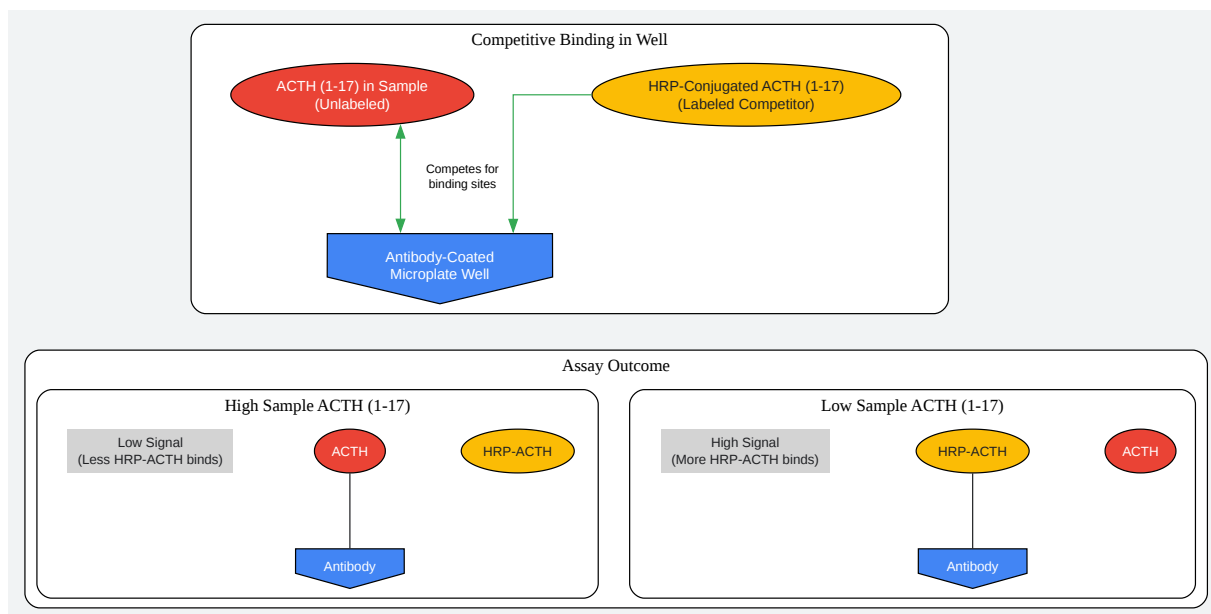 Competitive Binding in Well
ACTH (1-17) in Sample
(Unlabeled)
HRP-Conjugated ACTH (1-17)
(Labeled Competitor)
Competes for
binding sites
Antibody-Coated
Microplate Well
Assay Outcome
High Sample ACTH (1-17)
Low Signal
(Less HRP-ACTH binds)
ACTH
HRP-ACTH
Antibody
Low Sample ACTH (1-17)
High Signal
(More HRP-ACTH binds)
HRP-ACTH
ACTH
Antibody